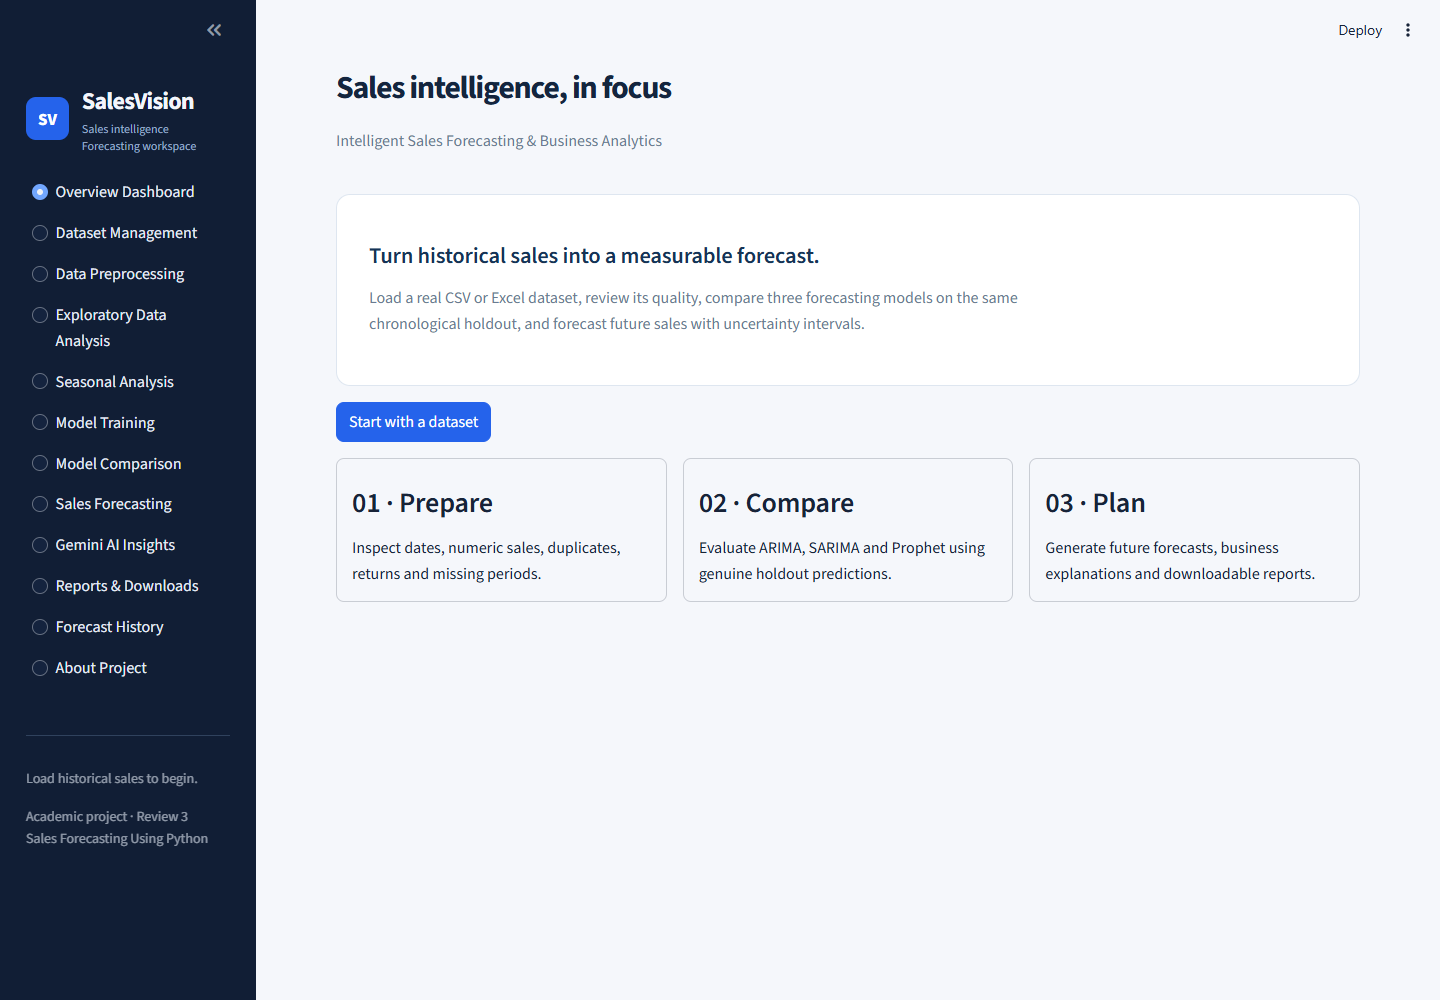 SV
SalesVision
Sales intelligence
Forecasting workspace
Overview Dashboard
Dataset Management
Data Preprocessing
Exploratory Data
Analysis
Seasonal Analysis
Model Training
Model Comparison
Sales Forecasting
Gemini AI Insights
Reports & Downloads
Forecast History
About Project
Load historical sales to begin.
Academic project · Review 3
Sales Forecasting Using Python
Deploy
Sales intelligence, in focus
Intelligent Sales Forecasting & Business Analytics
Turn historical sales into a measurable forecast.
Load a real CSV or Excel dataset, review its quality, compare three forecasting models on the same
chronological holdout, and forecast future sales with uncertainty intervals.
Start with a dataset
01 · Prepare
Inspect dates, numeric sales, duplicates,
returns and missing periods.
02 · Compare
Evaluate ARIMA, SARIMA and Prophet using
genuine holdout predictions.
03 · Plan
Generate future forecasts, business
explanations and downloadable reports.